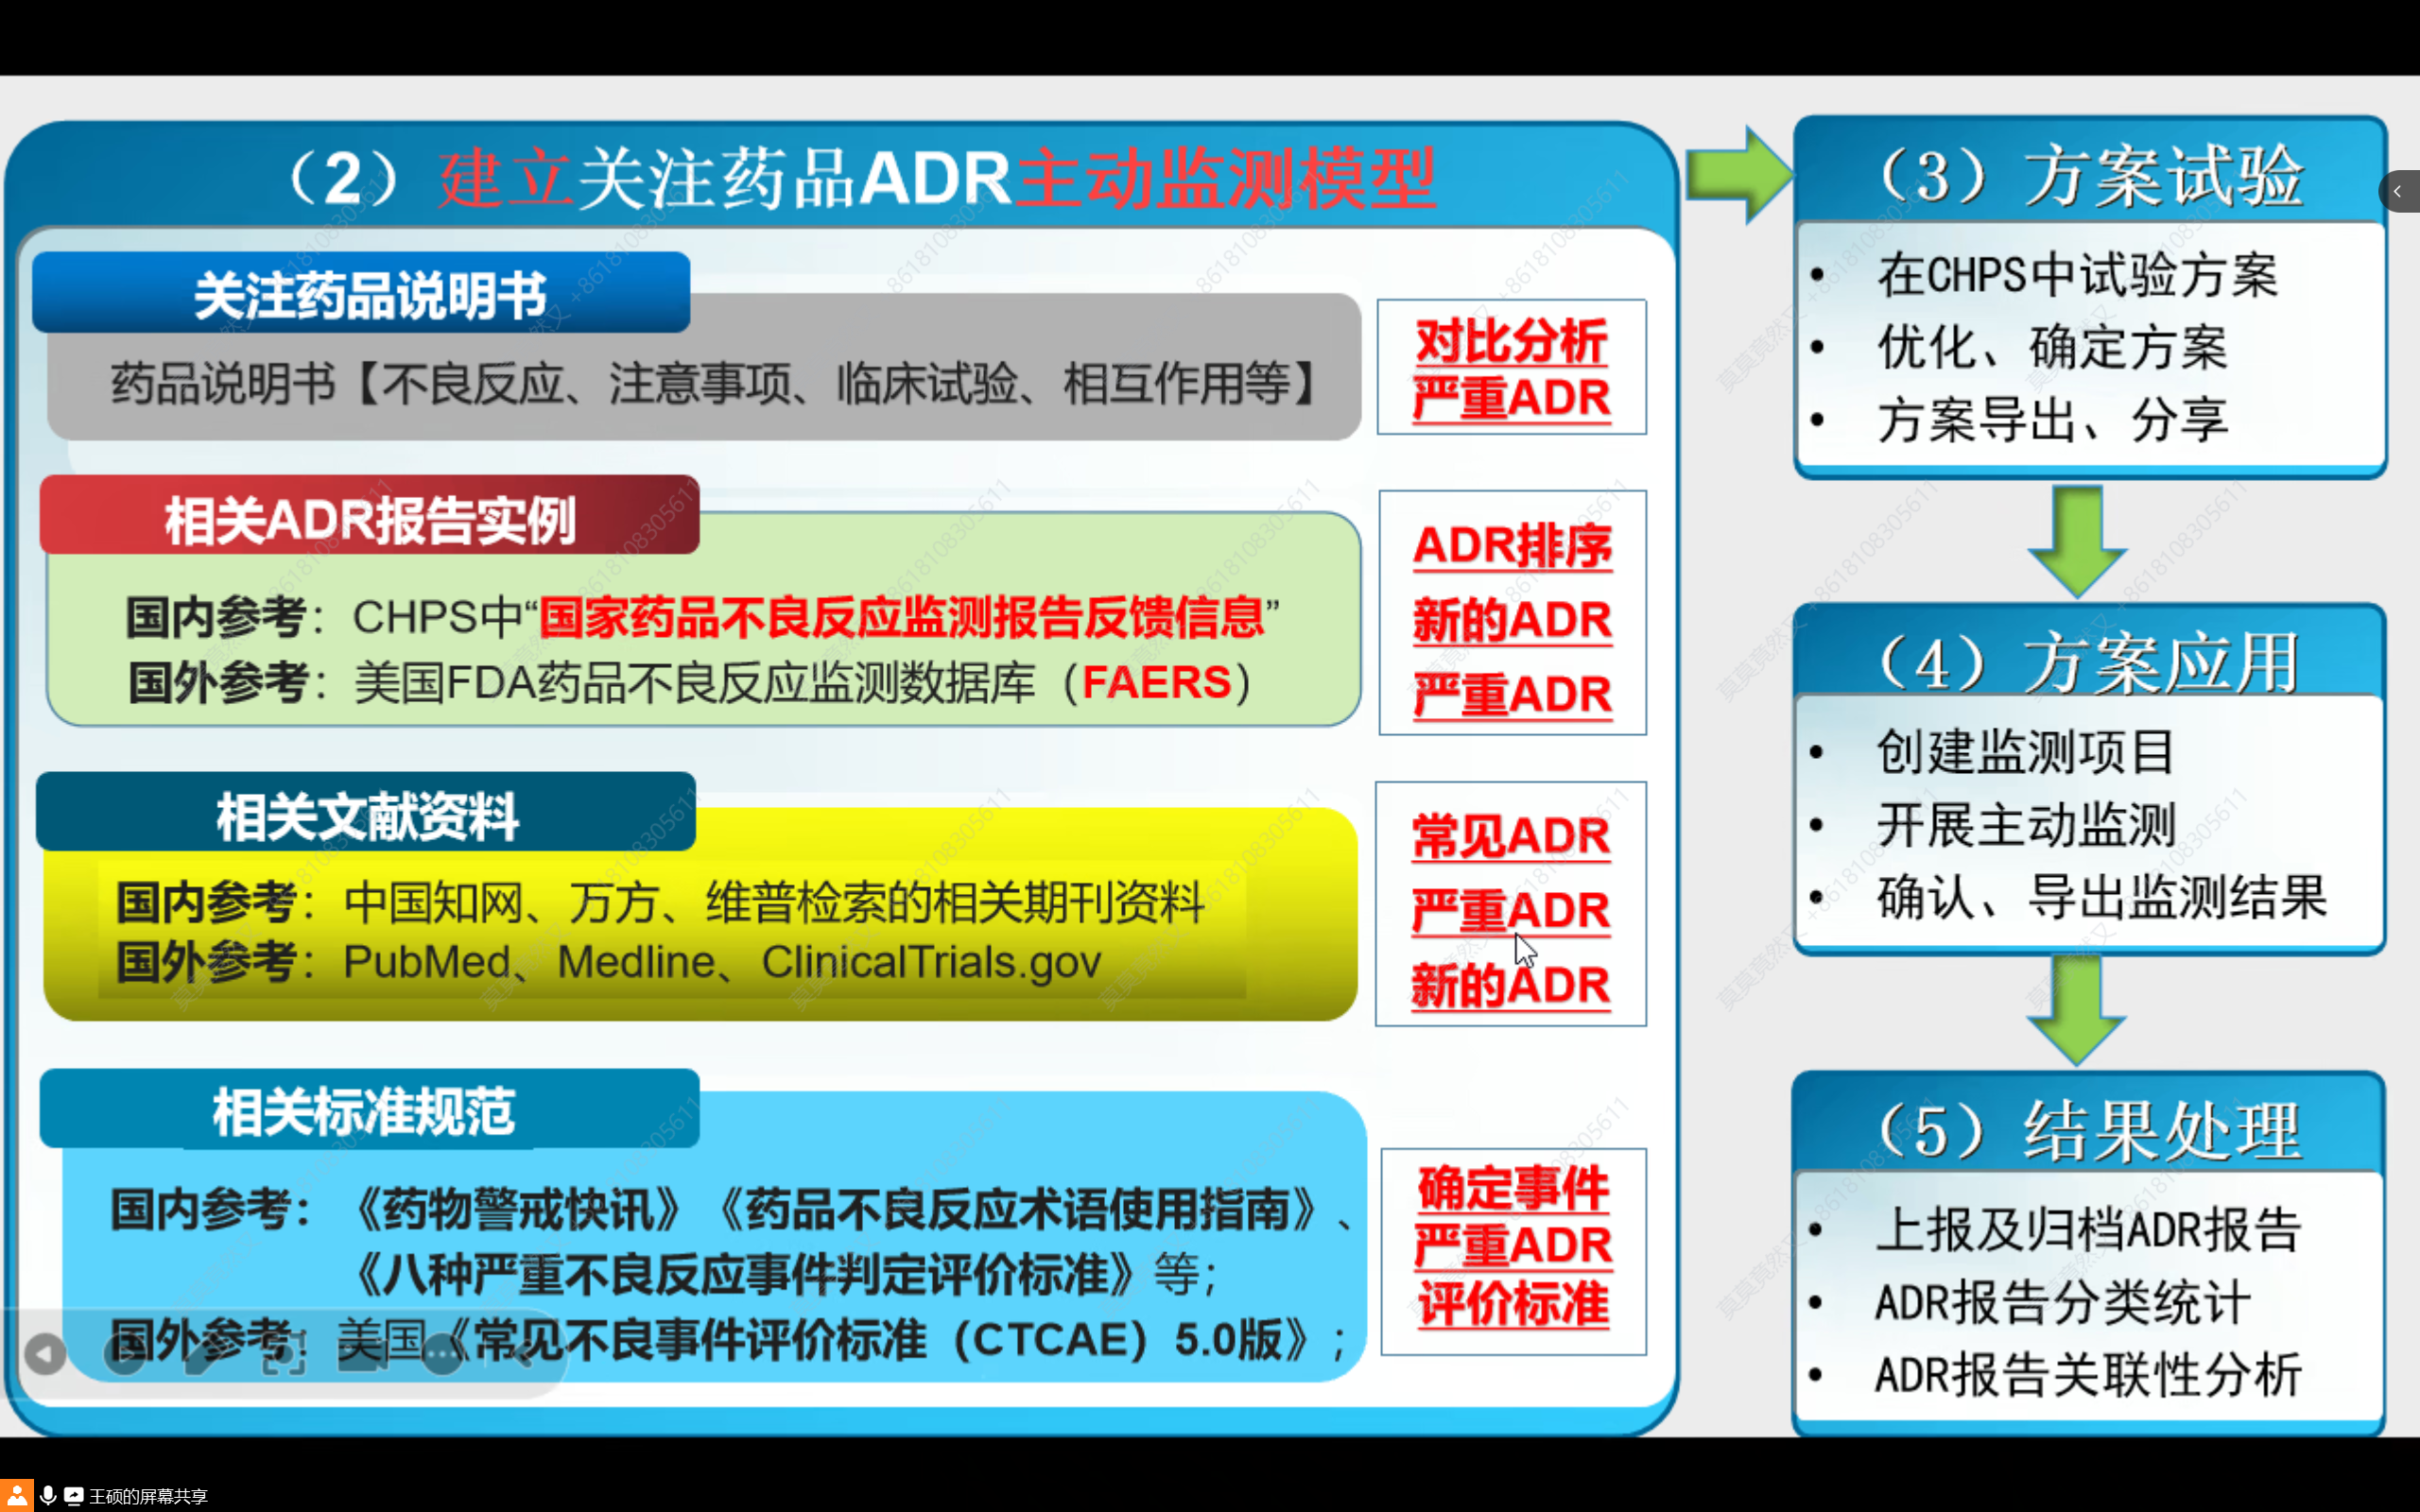 （2）建立关注药品ADR主动监测模型
关注药品说明书
药品说明书【不良反应、注意事项、临床试验、相互作用等】
对比分析
严重ADR
相关ADR报告实例
国内参考：CHPS中“国家药品不良反应监测报告反馈信息”
国外参考：美国FDA药品不良反应监测数据库（FAERS）
ADR排序
新的ADR
严重ADR
相关文献资料
国内参考：中国知网、万方、维普检索的相关期刊资料
国外参考：PubMed、Medline、ClinicalTrials.gov
常见ADR
严重ADR
新的ADR
相关标准规范
国内参考：《药物警戒快讯》《药品不良反应术语使用指南》、
《八种严重不良反应事件判定评价标准》等；
国外参考：美国《常见不良事件评价标准（CTCAE）5.0版》；
确定事件
严重ADR
评价标准
（3）方案试验
• 在CHPS中试验方案
• 优化、确定方案
• 方案导出、分享
（4）方案应用
• 创建监测项目
• 开展主动监测
• 确认、导出监测结果
（5）结果处理
• 上报及归档ADR报告
• ADR报告分类统计
• ADR报告关联性分析
王硕的屏幕共享